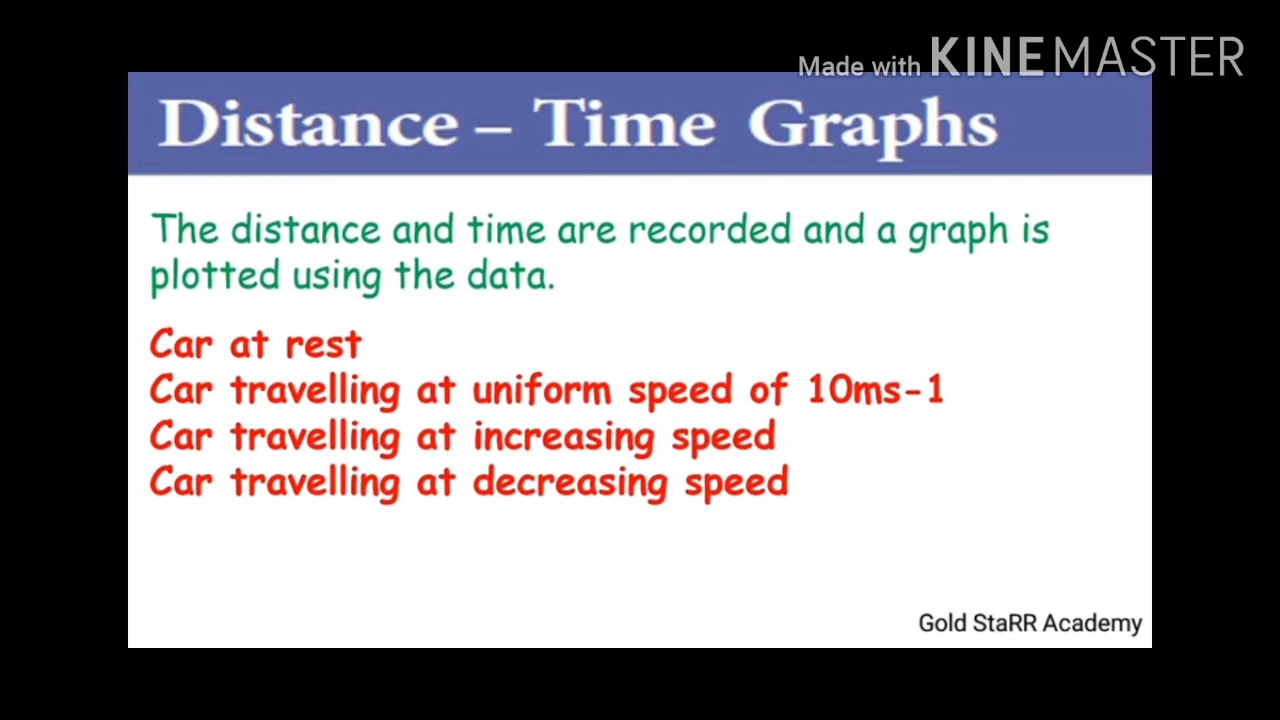 Made with KINEMASTER
Distance – Time Graphs
The distance and time are recorded and a graph is
plotted using the data.
Car at rest
Car travelling at uniform speed of 10ms-1
Car travelling at increasing speed
Car travelling at decreasing speed
Gold StaRR Academy